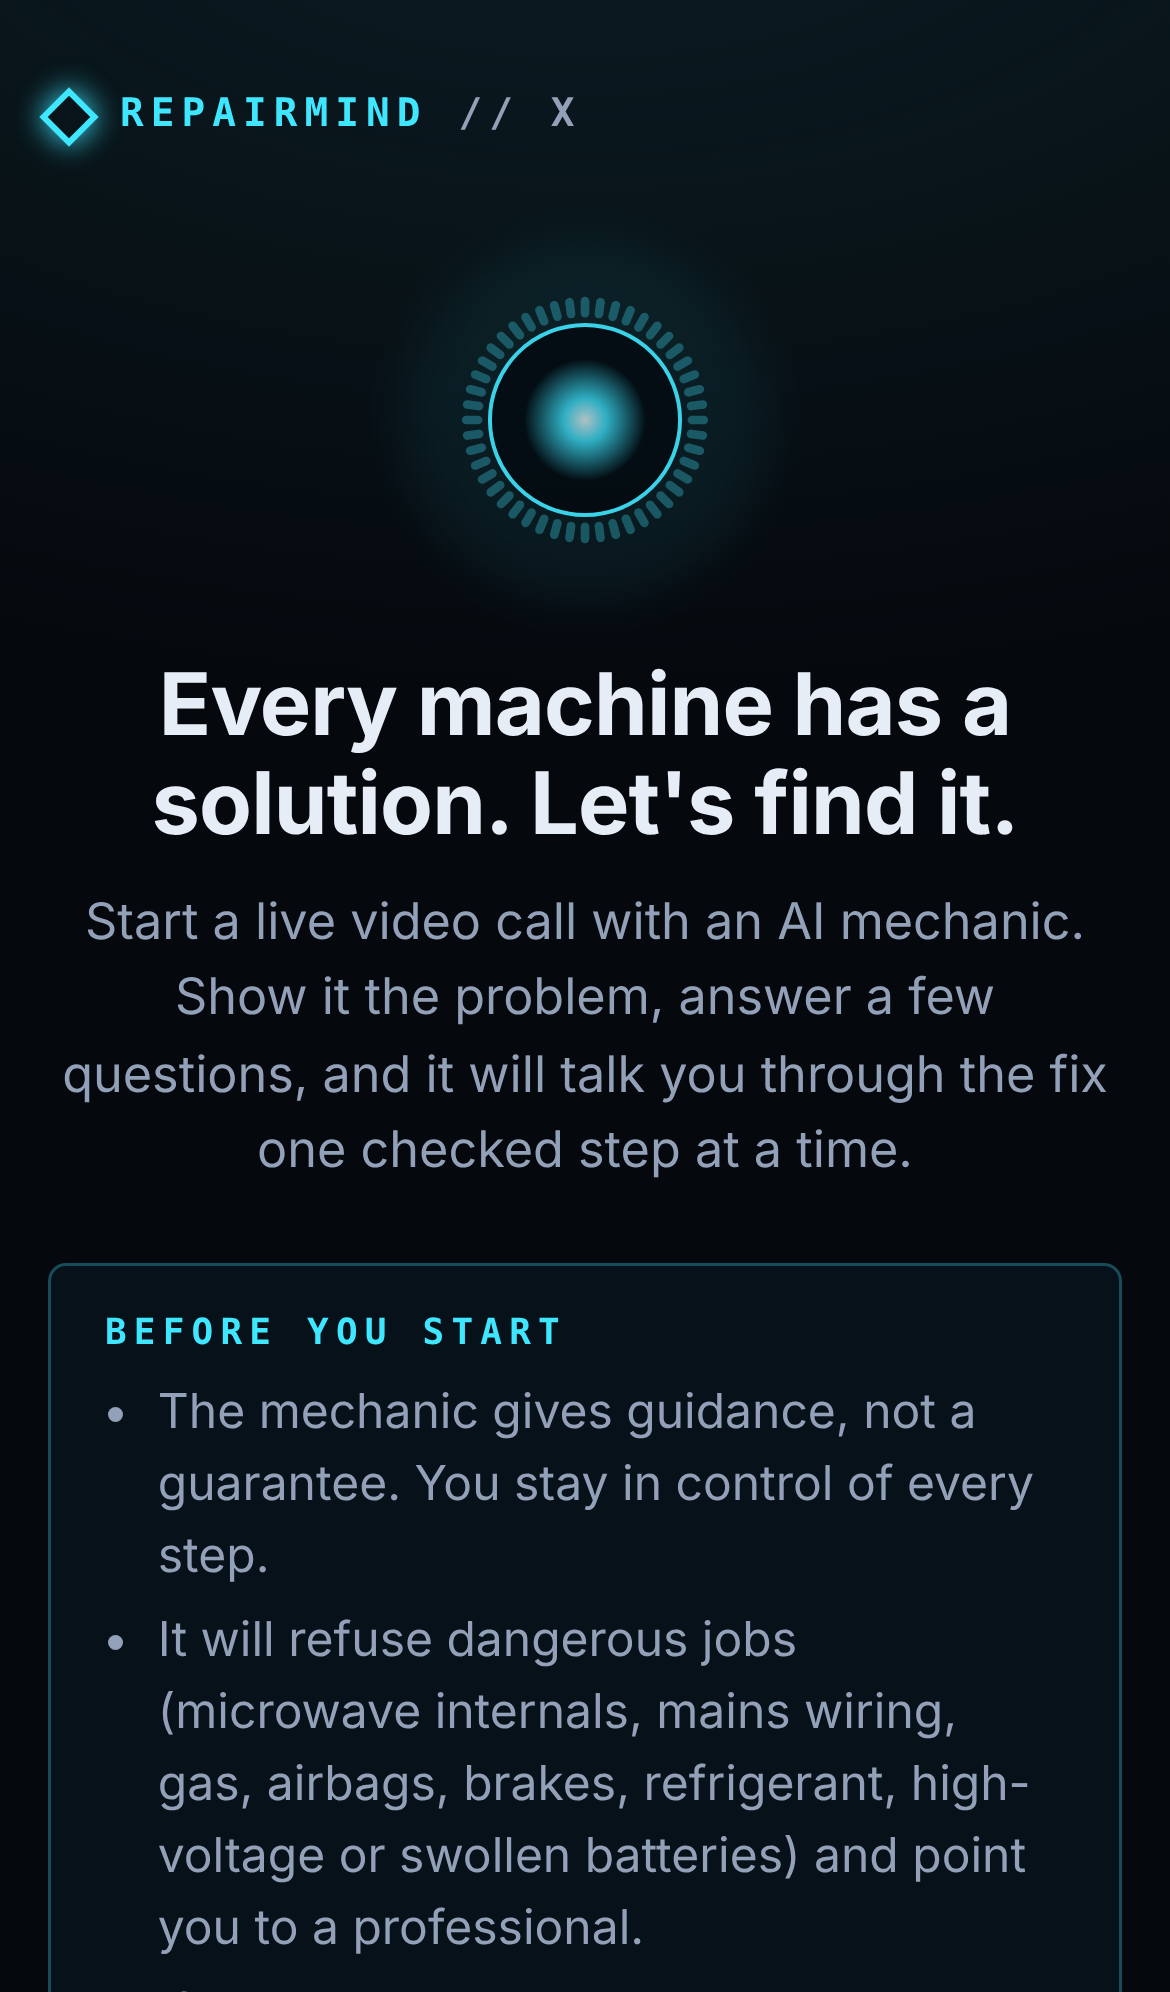 REPAIRMIND // X
Every machine has a
solution. Let's find it.
Start a live video call with an AI mechanic.
Show it the problem, answer a few
questions, and it will talk you through the fix
one checked step at a time.
BEFORE YOU START
• The mechanic gives guidance, not a
guarantee. You stay in control of every
step.
• It will refuse dangerous jobs
(microwave internals, mains wiring,
gas, airbags, brakes, refrigerant, high-
voltage or swollen batteries) and point
you to a professional.